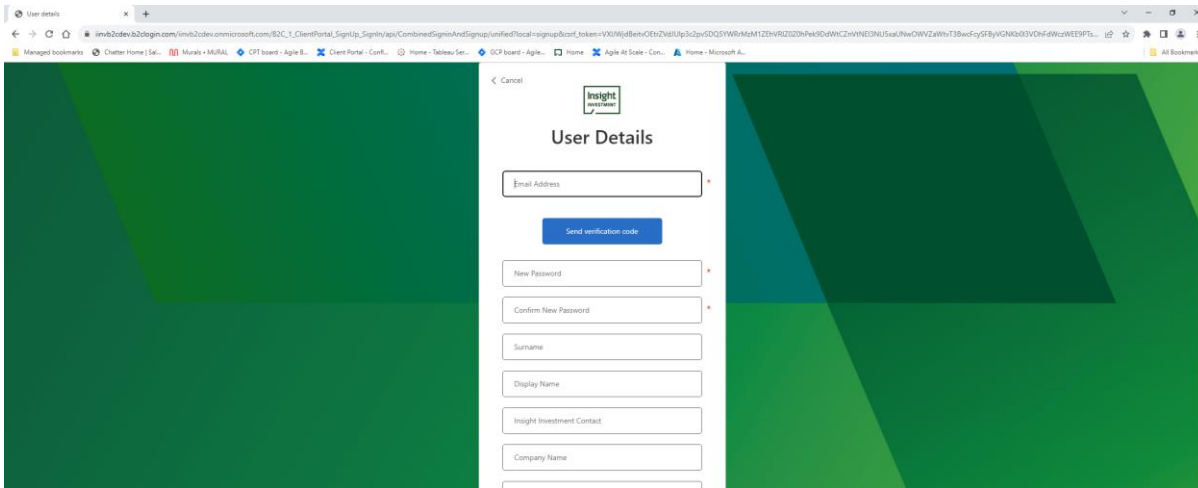 User details
iinvb2cdev.b2clogin.com/iinvb2cdev.onmicrosoft.com/B2C_1_ClientPortal_SignUp_SignIn/api/CombinedSigninAndSignup/unified?local=signup&csrf_token=
Managed bookmarks Chatter Home | Sal... Murals • MURAL CPT board - Agile B... Client Portal - Confl... Home - Tableau Ser... GCP board - Agile... Home Agile At Scale - Con... Home - Microsoft A... All Bookmarks
Cancel
Insight
INVESTMENT
User Details
Email Address *
Send verification code
New Password *
Confirm New Password *
Surname
Display Name
Insight Investment Contact
Company Name